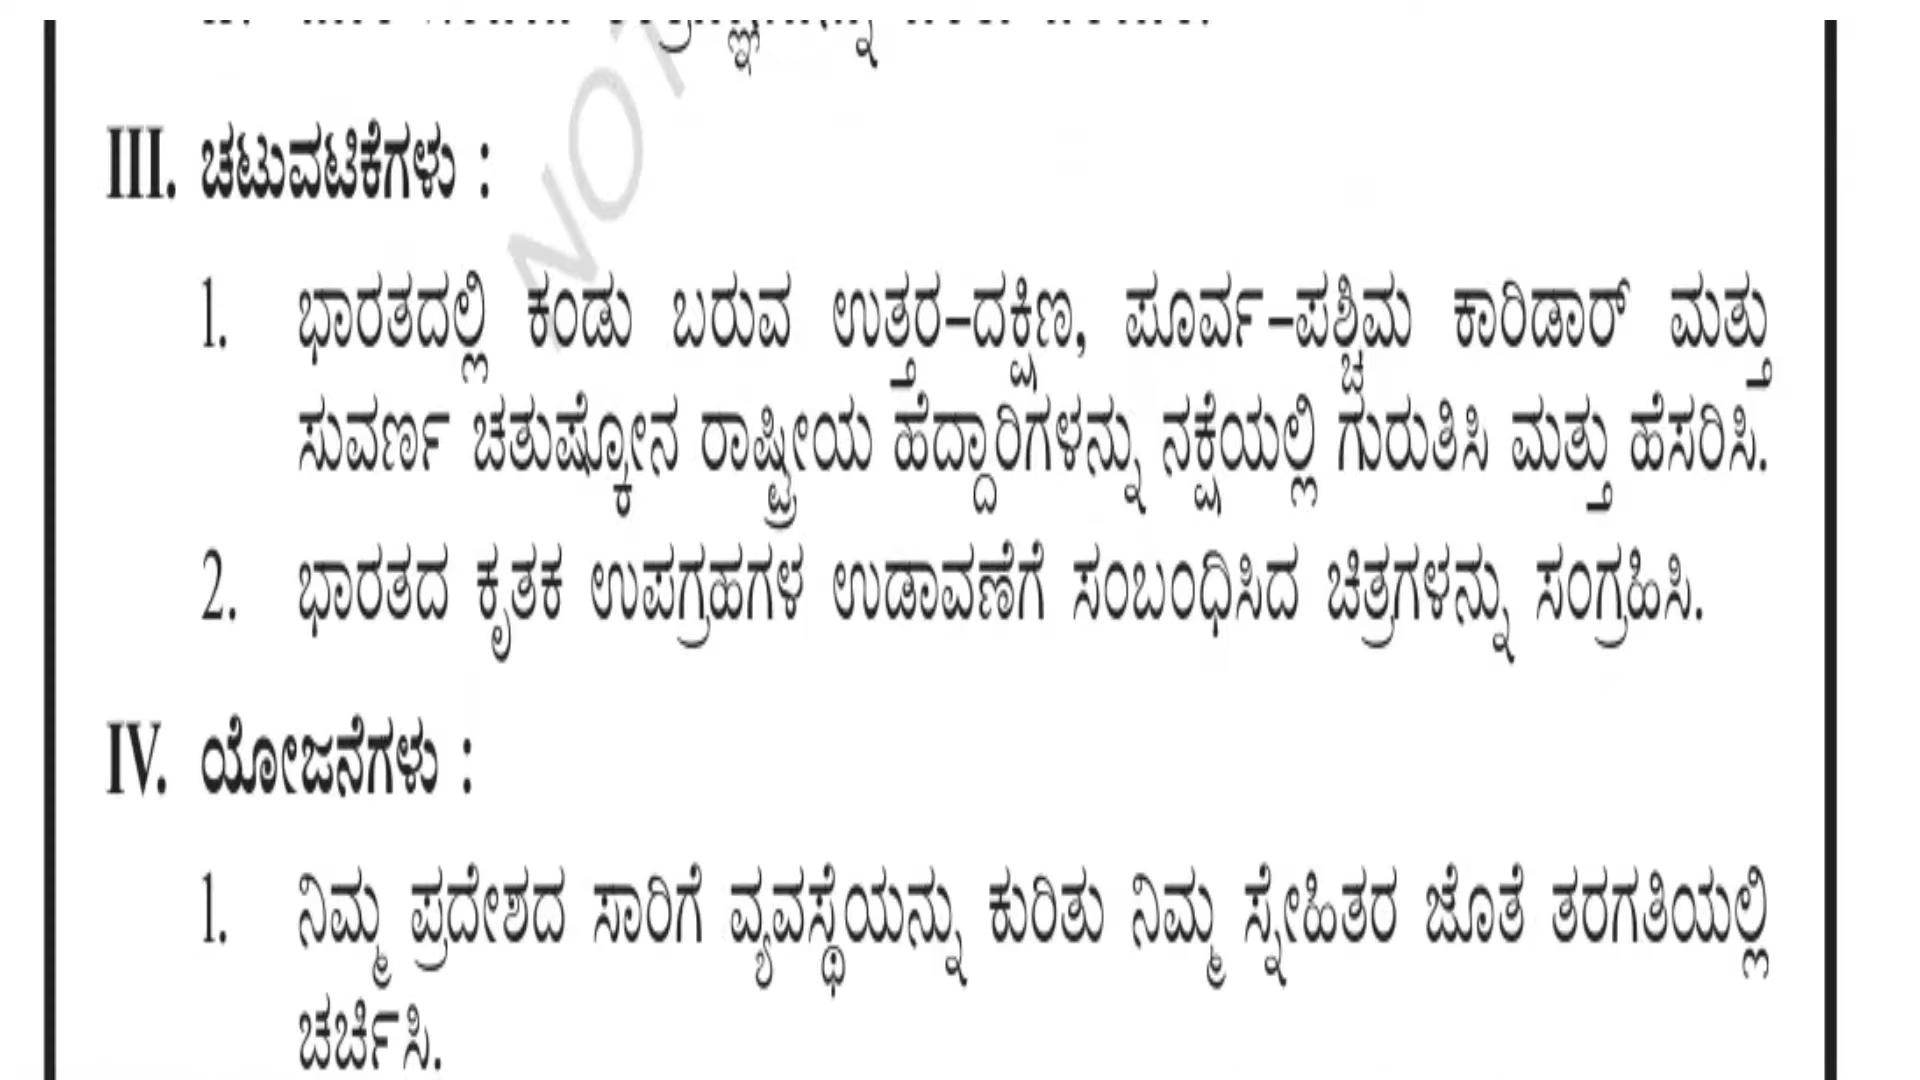 III. ಚಟುವಟಿಕೆಗಳು :
1. ಭಾರತದಲ್ಲಿ ಕಂಡು ಬರುವ ಉತ್ತರ-ದಕ್ಷಿಣ, ಪೂರ್ವ-ಪಶ್ಚಿಮ ಕಾರಿಡಾರ್ ಮತ್ತು
ಸುವರ್ಣ ಚತುಷ್ಕೋನ ರಾಷ್ಟ್ರೀಯ ಹೆದ್ದಾರಿಗಳನ್ನು ನಕ್ಷೆಯಲ್ಲಿ ಗುರುತಿಸಿ ಮತ್ತು ಹೆಸರಿಸಿ.
2. ಭಾರತದ ಕೃತಕ ಉಪಗ್ರಹಗಳ ಉಡಾವಣೆಗೆ ಸಂಬಂಧಿಸಿದ ಚಿತ್ರಗಳನ್ನು ಸಂಗ್ರಹಿಸಿ.
IV. ಯೋಜನೆಗಳು :
1. ನಿಮ್ಮ ಪ್ರದೇಶದ ಸಾರಿಗೆ ವ್ಯವಸ್ಥೆಯನ್ನು ಕುರಿತು ನಿಮ್ಮ ಸ್ನೇಹಿತರ ಜೊತೆ ತರಗತಿಯಲ್ಲಿ
ಚರ್ಚಿಸಿ.
NOT